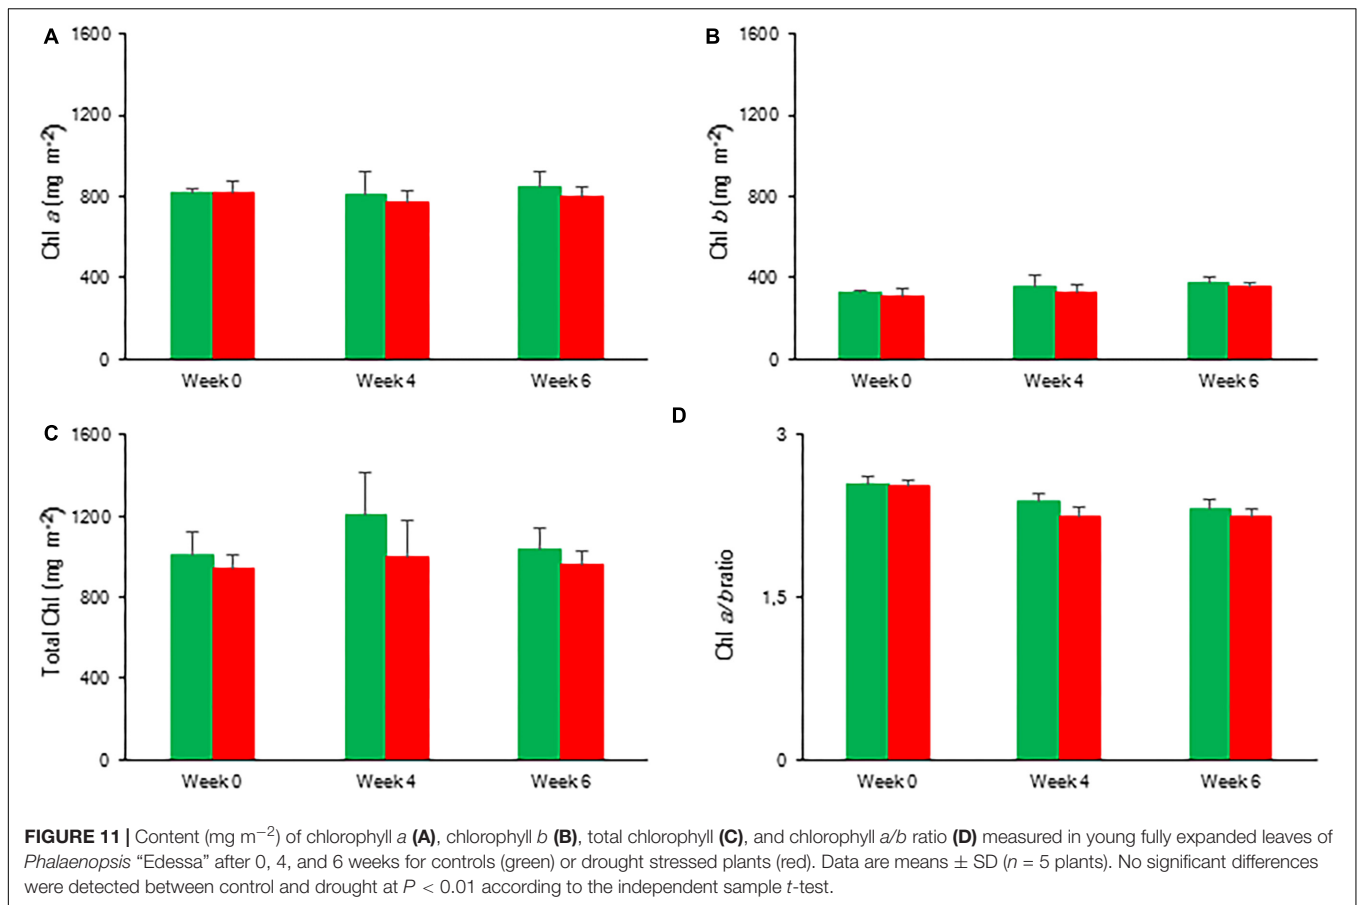 A
1600
1200
800
400
0
Chl a (mg m-2)
Week 0 Week 4 Week 6
B
1600
1200
800
400
0
Chl b (mg m-2)
Week 0 Week 4 Week 6
C
1600
1200
800
400
0
Total Chl (mg m-2)
Week 0 Week 4 Week 6
D
3
1,5
0
Chl a/b ratio
Week 0 Week 4 Week 6
FIGURE 11 | Content (mg m−2) of chlorophyll a (A), chlorophyll b (B), total chlorophyll (C), and chlorophyll a/b ratio (D) measured in young fully expanded leaves of
Phalaenopsis “Edessa” after 0, 4, and 6 weeks for controls (green) or drought stressed plants (red). Data are means ± SD (n = 5 plants). No significant differences
were detected between control and drought at P < 0.01 according to the independent sample t-test.